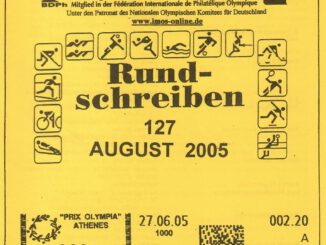 BDPh Mitglied in der Fédération Internationale de Philatélie Olympique
Unter dem Patronat des Nationalen Olympischen Komitees für Deutschland
www.imos-online.de
Rund-
schreiben
127
AUGUST 2005
"PRIX OLYMPIA"
ATHENES
27.06.05
1000
002.20
A